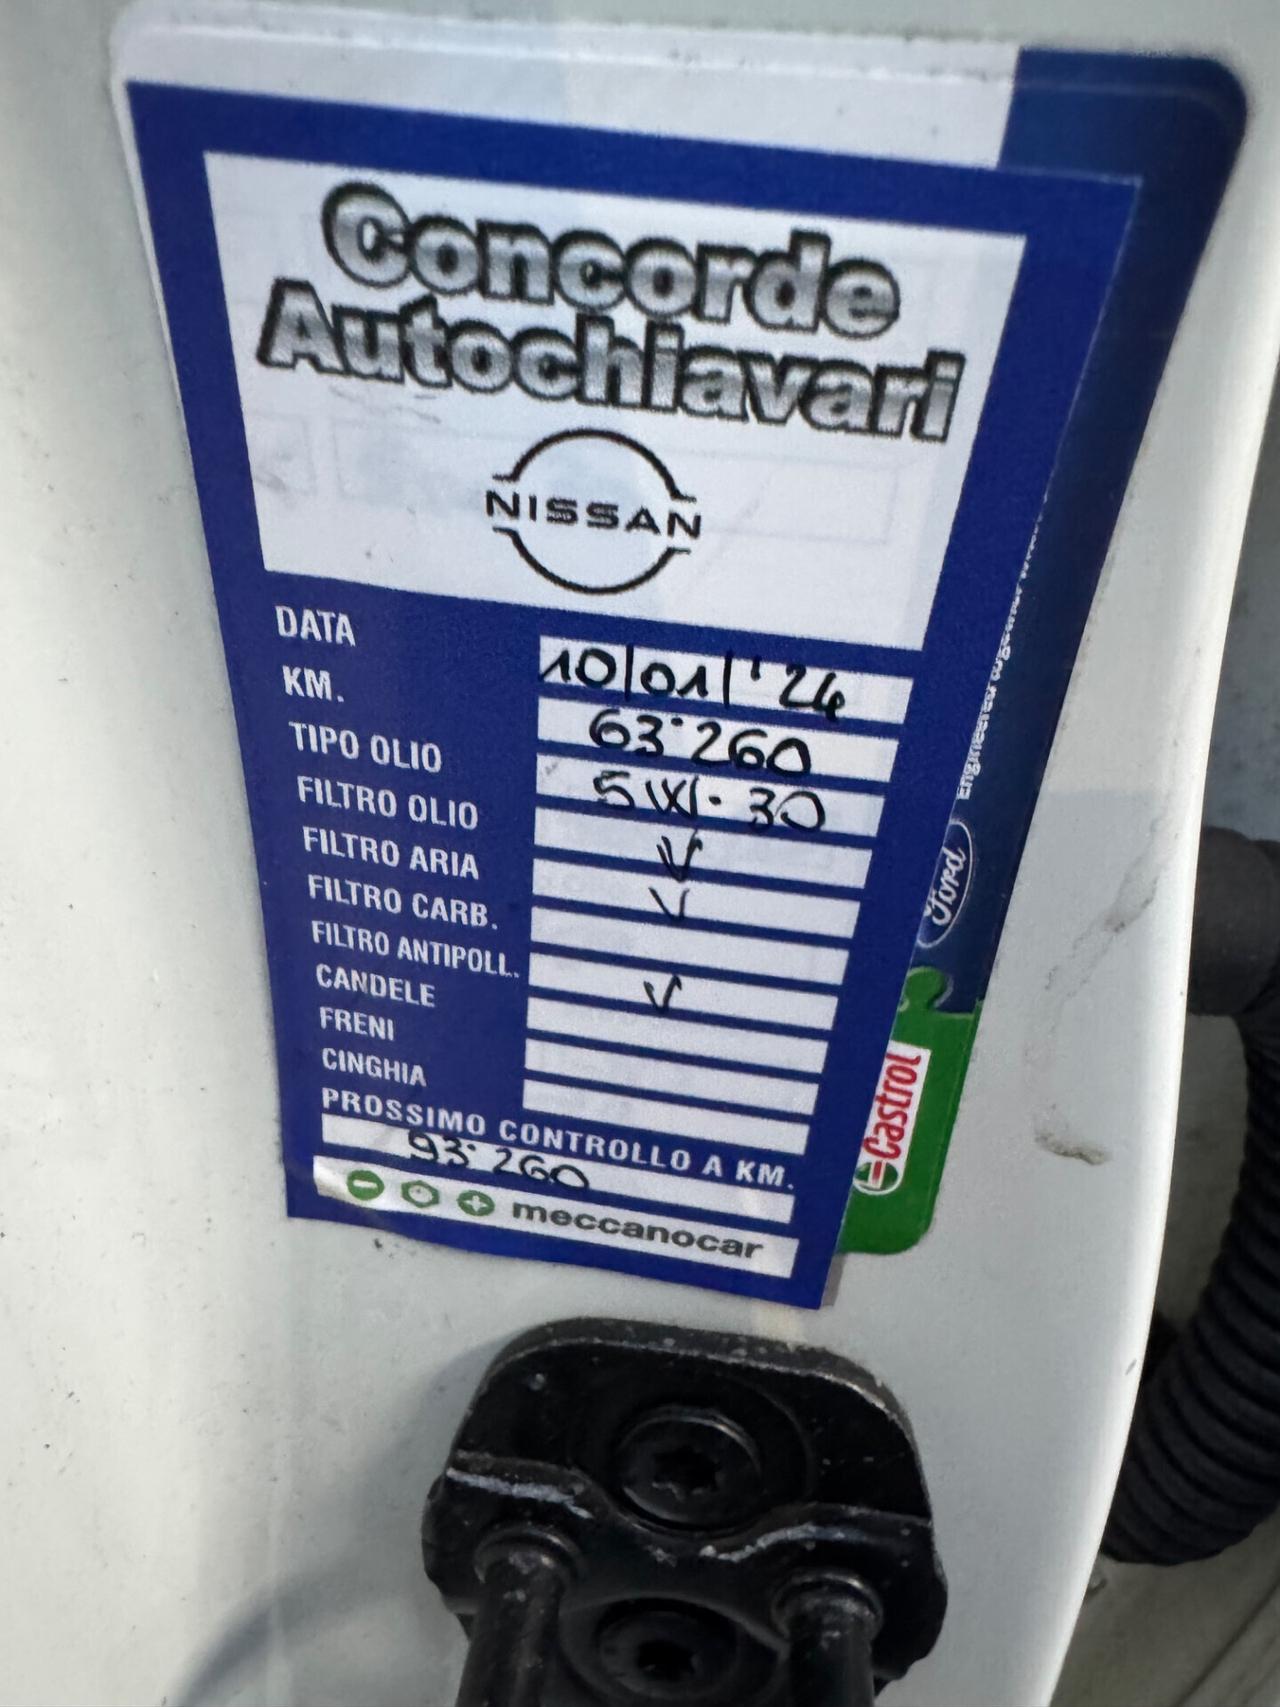 Concorde
Autochiavari
NISSAN
DATA 10/01/'24
KM. 63˙260
TIPO OLIO 5W·30
FILTRO OLIO V
FILTRO ARIA V
FILTRO CARB.
FILTRO ANTIPOLL. V
CANDELE
FRENI
CINGHIA
PROSSIMO CONTROLLO A KM.
93˙260
meccanocar
Ford
Castrol